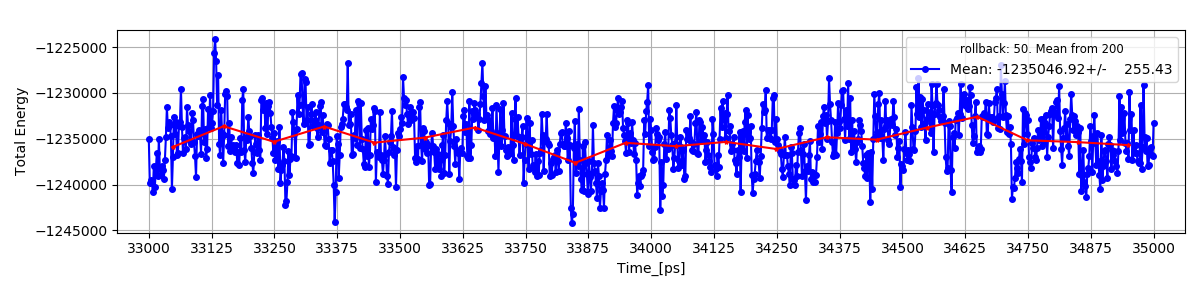 rollback: 50. Mean from 200
Mean: -1235046.92+/- 255.43
Total Energy
−1225000
−1230000
−1235000
−1240000
−1245000
33000 33125 33250 33375 33500 33625 33750 33875 34000 34125 34250 34375 34500 34625 34750 34875 35000
Time_[ps]